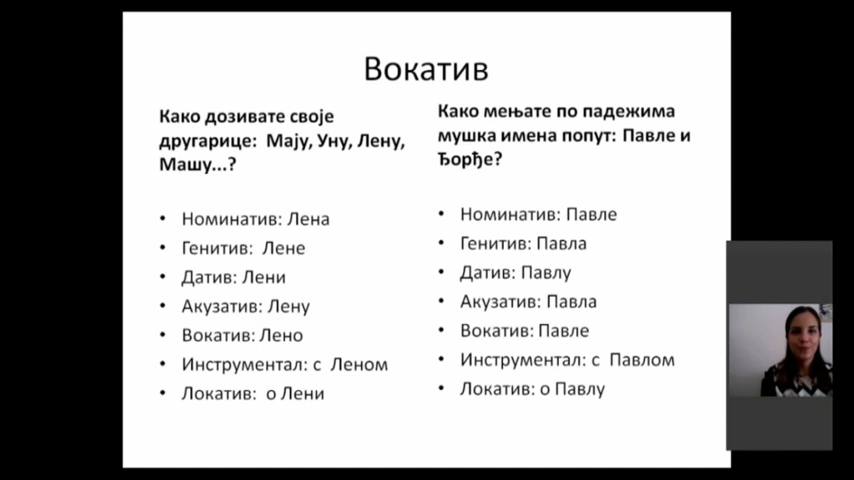 Вокатив
Како дозивате своје
другарице: Мају, Уну, Лену,
Машу...?
• Номинатив: Лена
• Генитив: Лене
• Датив: Лени
• Акузатив: Лену
• Вокатив: Лено
• Инструментал: с Леном
• Локатив: о Лени
Како мењате по падежима
мушка имена попут: Павле и
Ђорђе?
• Номинатив: Павле
• Генитив: Павла
• Датив: Павлу
• Акузатив: Павла
• Вокатив: Павле
• Инструментал: с Павлом
• Локатив: о Павлу